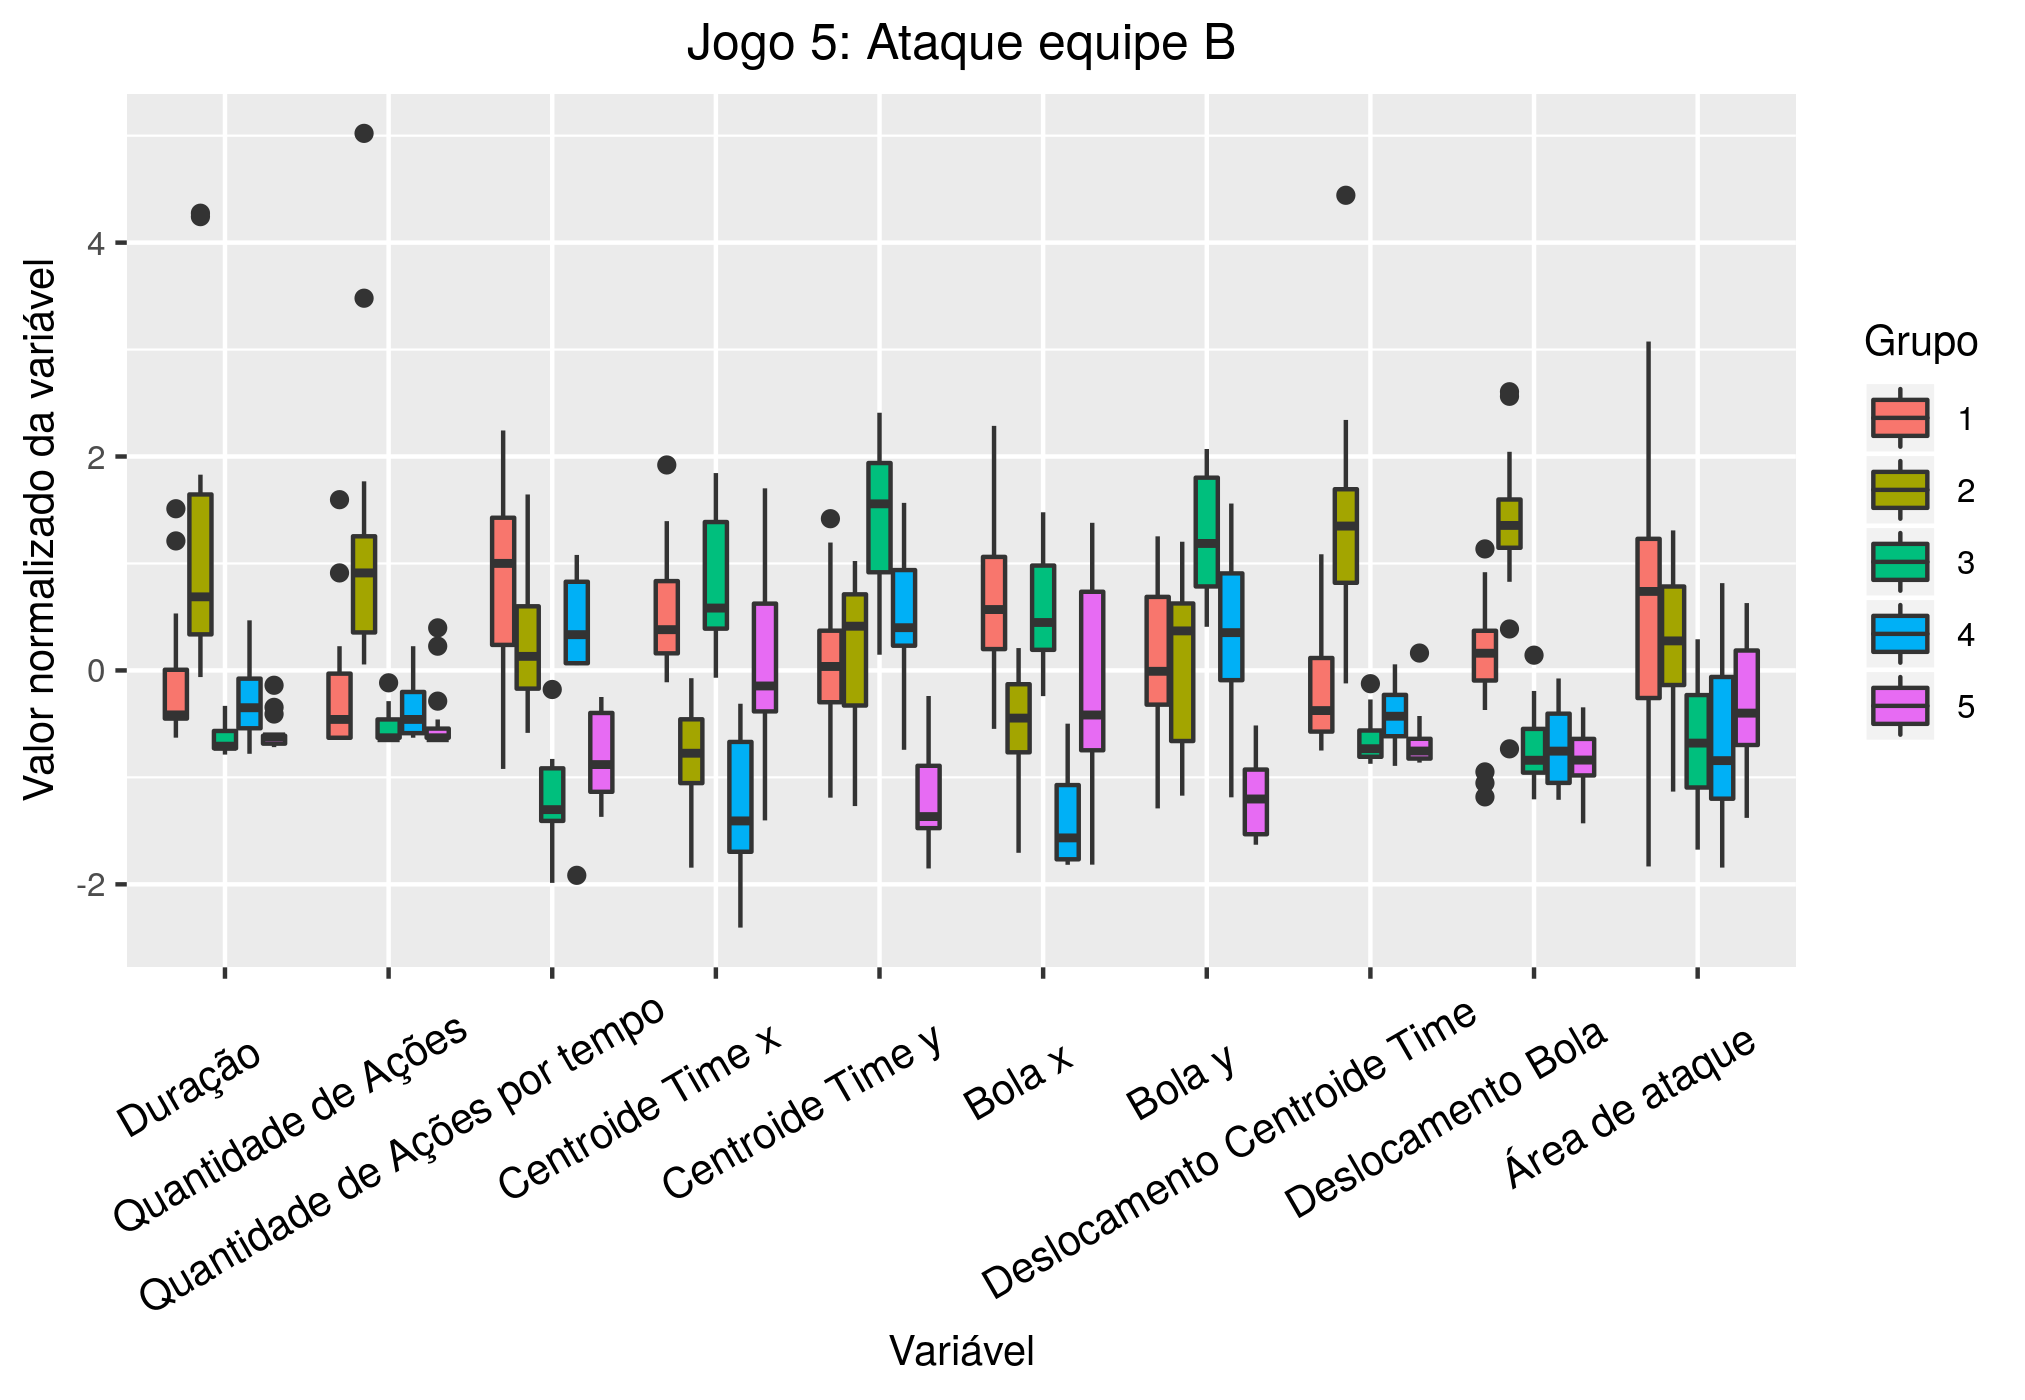 Jogo 5: Ataque equipe B
Valor normalizado da variável
4
2
0
-2
Duração
Quantidade de Ações
Quantidade de Ações por tempo
Centroide Time x
Centroide Time y
Bola x
Bola y
Deslocamento Centroide Time
Deslocamento Bola
Área de ataque
Variável
Grupo
1
2
3
4
5